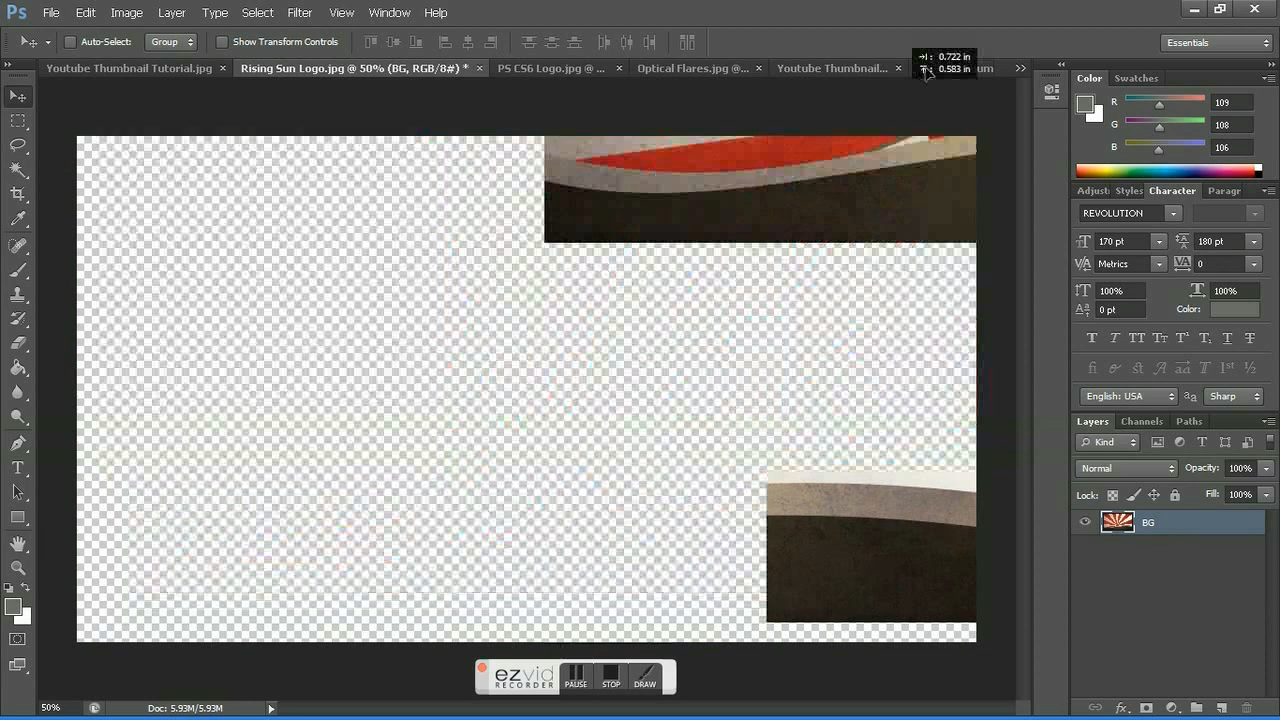 Ps File Edit Image Layer Type Select Filter View Window Help
Auto-Select: Group Show Transform Controls Essentials
Youtube Thumbnail Tutorial.jpg × Rising Sun Logo.jpg @ 50% (BG, RGB/8#) * × PS CS6 Logo.jpg @ ... × Optical Flares.jpg @... × Youtube Thumbnail... ×
H: 0.722 in
0.583 in
Color Swatches
R 109
G 108
B 106
Adjust Styles Character Paragr
REVOLUTION
170 pt 180 pt
Metrics 0
100% 100%
0 pt Color:
English: USA Sharp
Layers Channels Paths
Kind
Normal Opacity: 100%
Lock: Fill: 100%
BG
ezvid
RECORDER
PAUSE STOP DRAW
50% Doc: 5.93M/5.93M